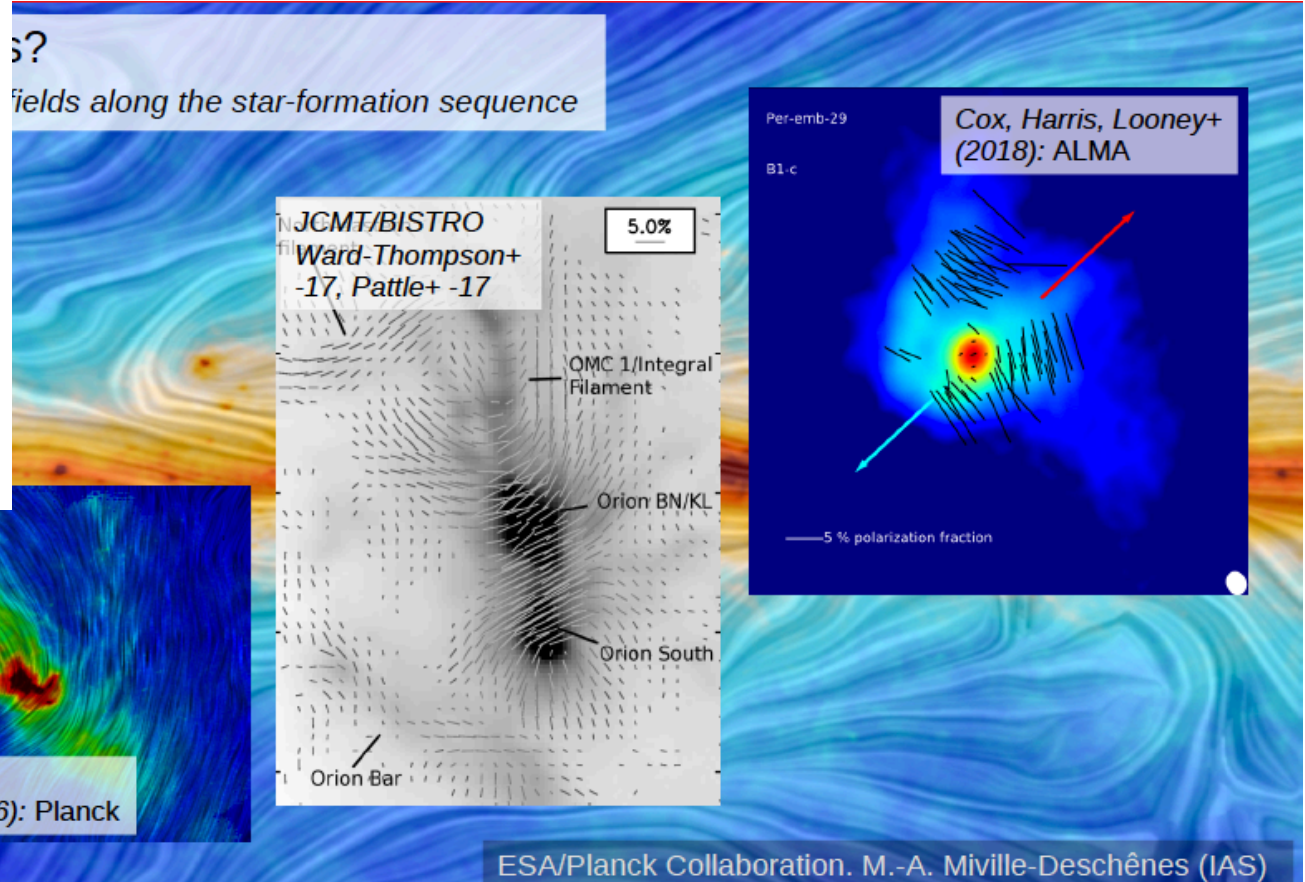 s?
fields along the star-formation sequence
Per-emb-29
B1-c
Cox, Harris, Looney+
(2018): ALMA
JCMT/BISTRO
Ward-Thompson+
-17, Pattle+ -17
filament
5.0%
OMC 1/Integral
Filament
Orion BN/KL
Orion South
Orion Bar
5 % polarization fraction
6): Planck
ESA/Planck Collaboration. M.-A. Miville-Deschênes (IAS)